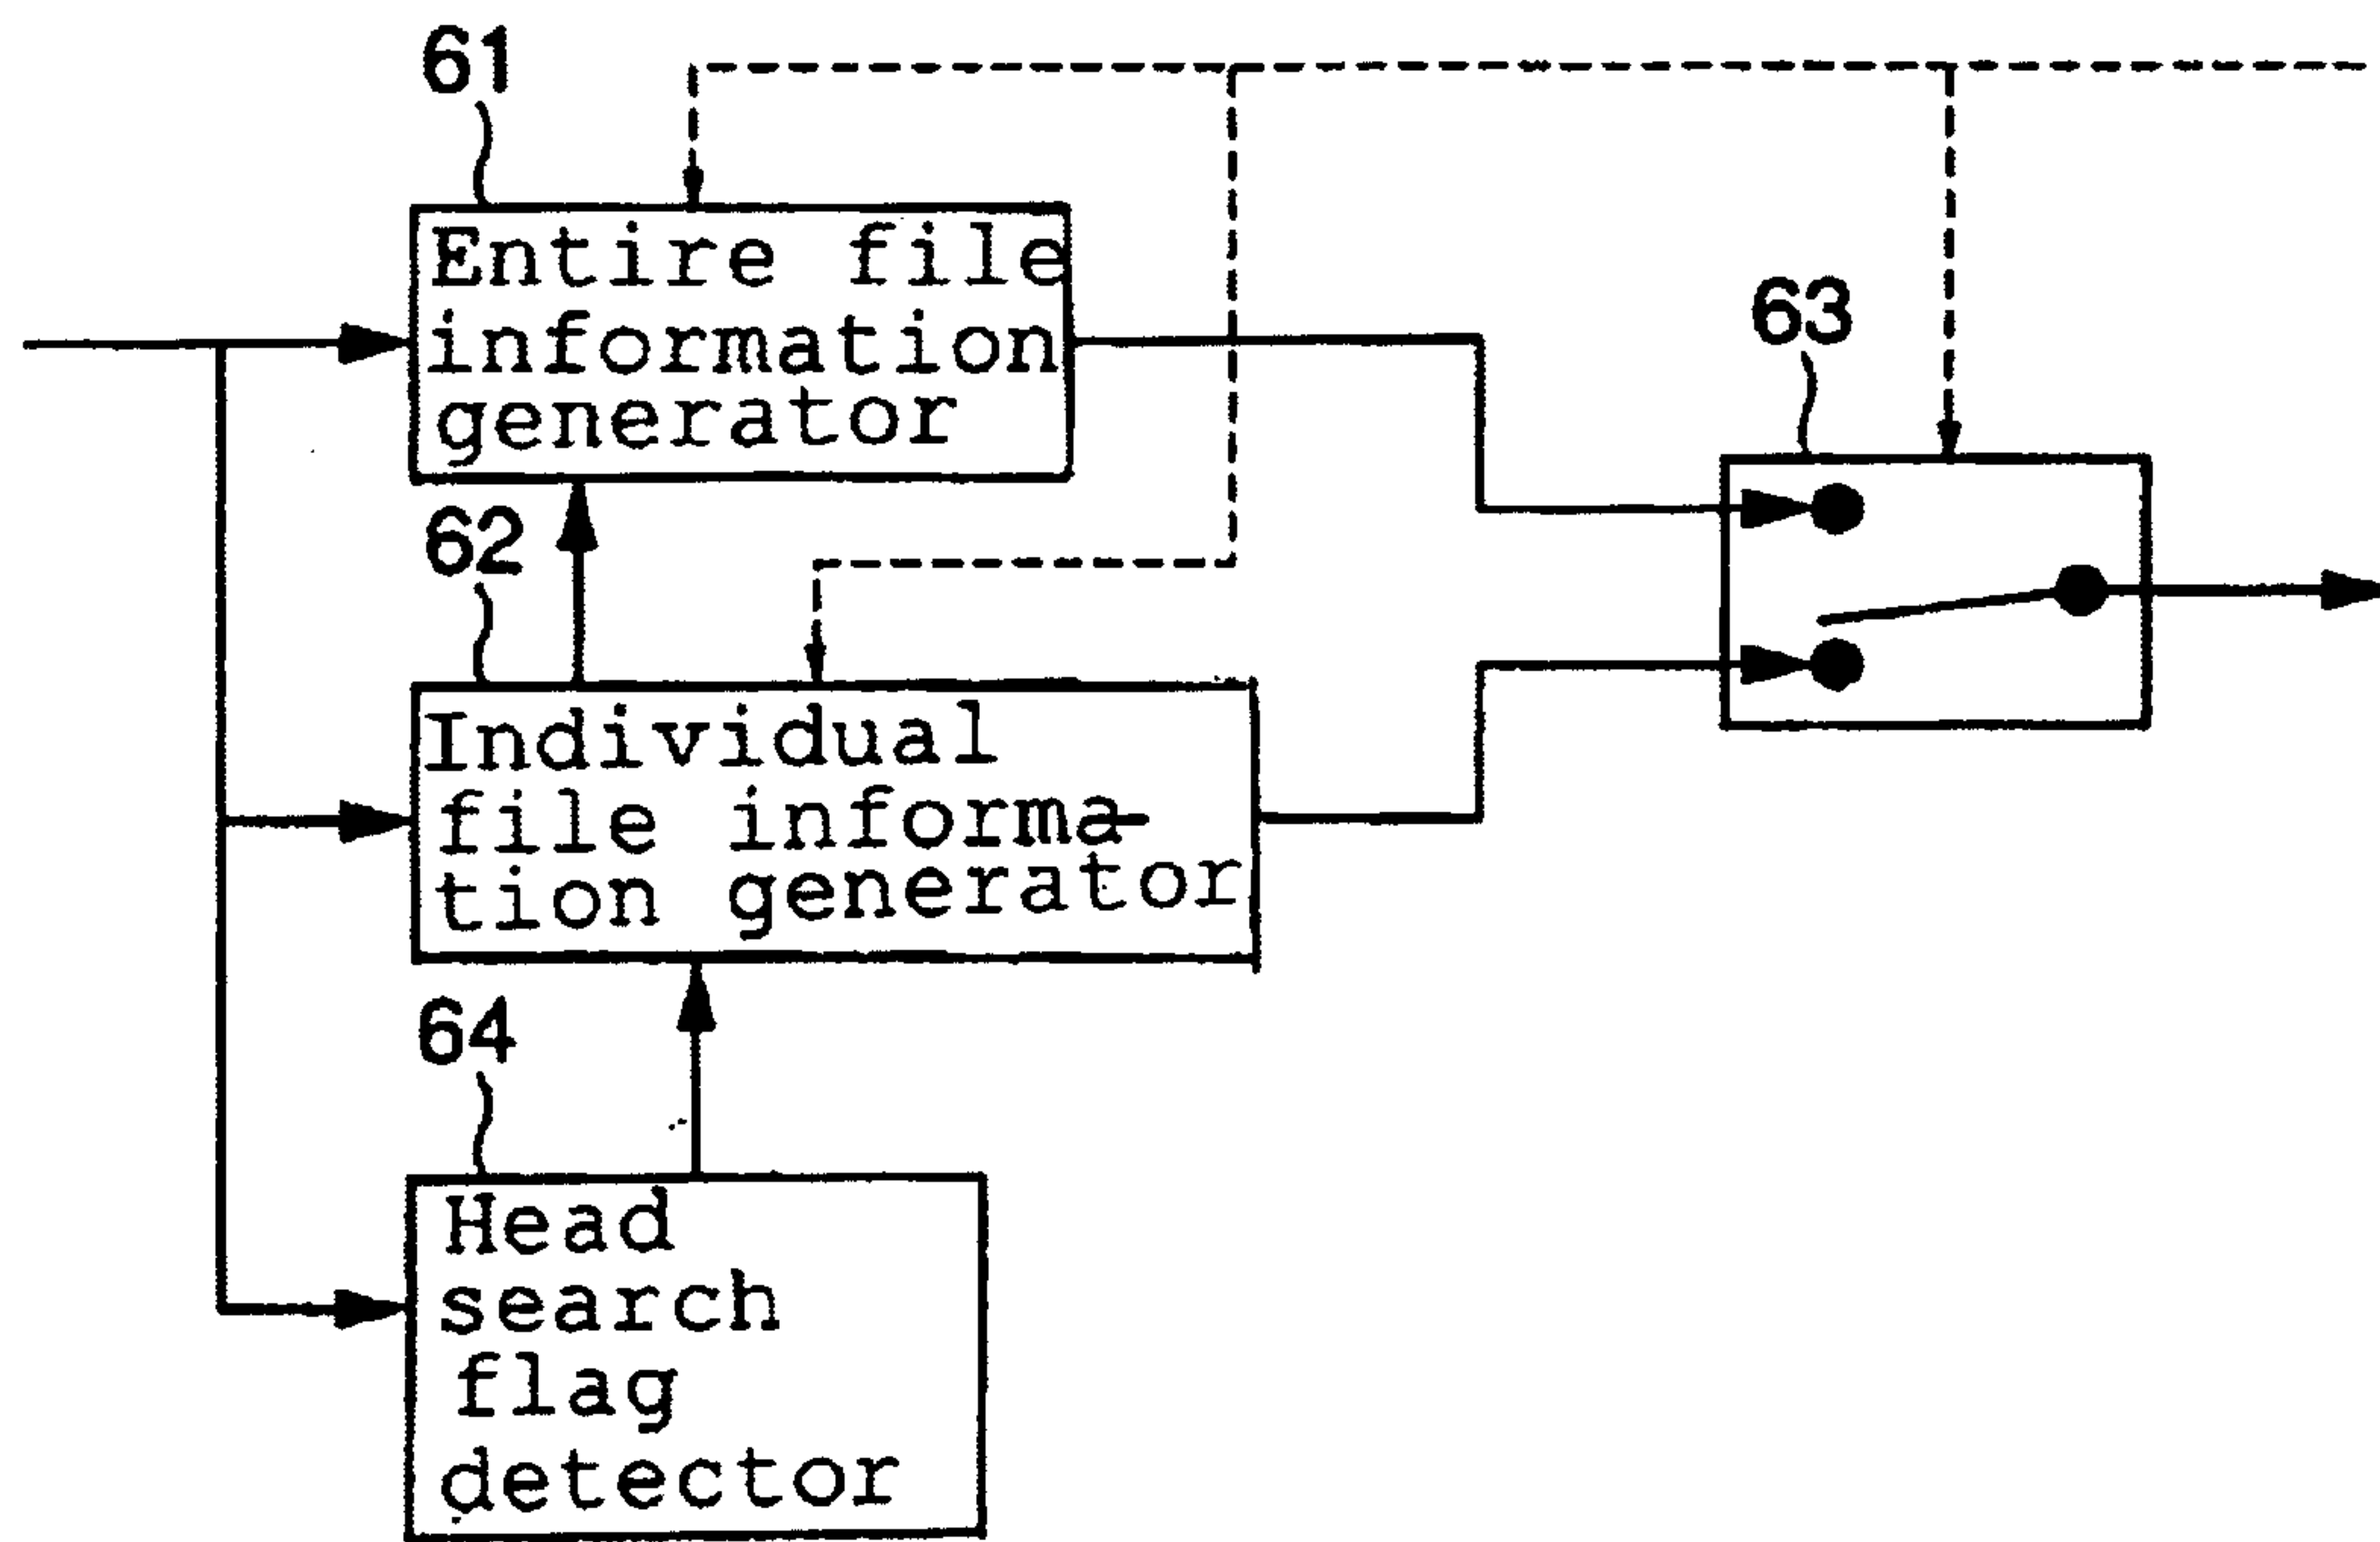 61
Entire file
information
generator
63
62
Individual
file informa-
tion generator
64
Head
search
flag
detector